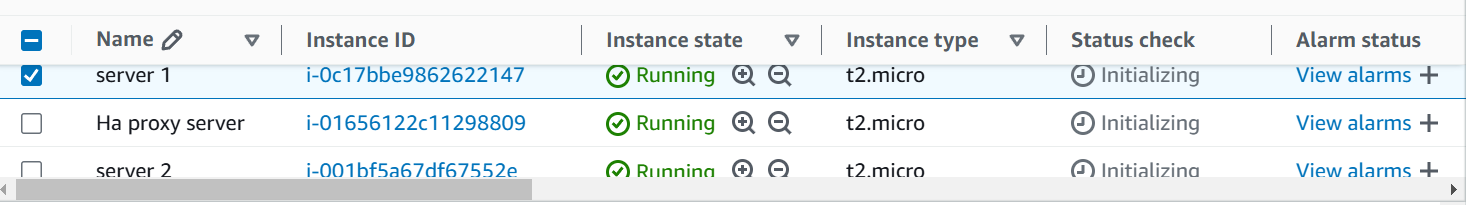 Name Instance ID Instance state Instance type Status check Alarm status
server 1 i-0c17bbe9862622147 Running t2.micro Initializing View alarms
Ha proxy server i-01656122c11298809 Running t2.micro Initializing View alarms
server 2 i-001bf5a67df67552e Running t2.micro Initializing View alarms